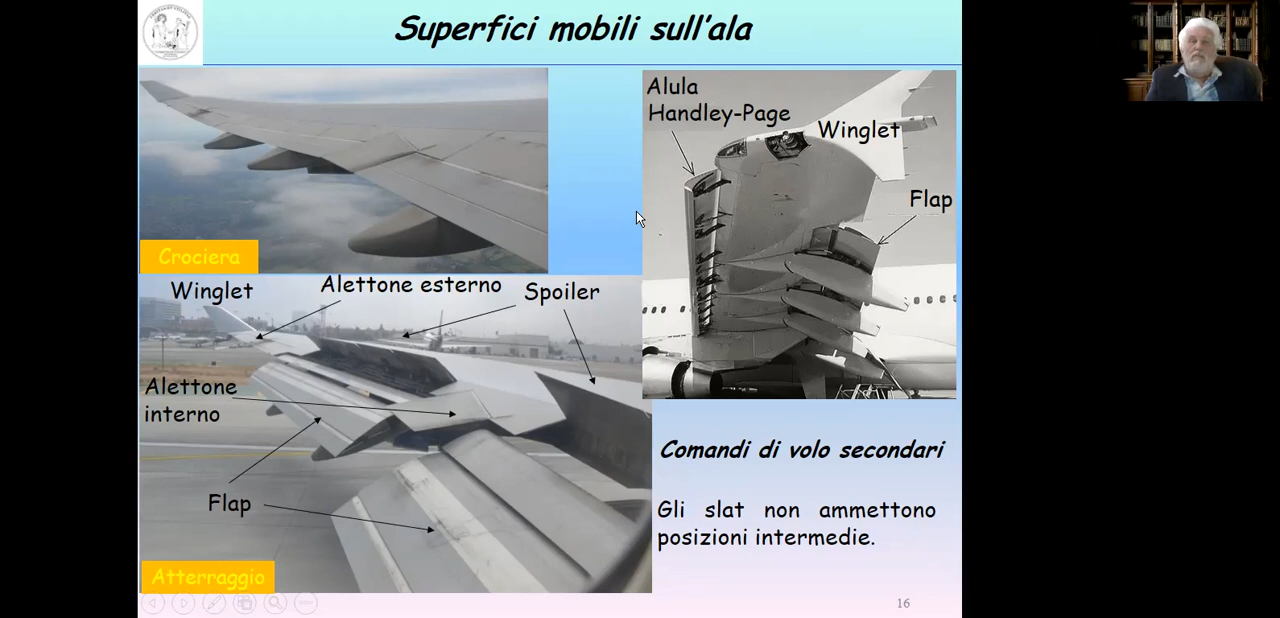 Superfici mobili sull'ala
Alula
Handley-Page
Winglet
Flap
Crociera
Winglet
Alettone esterno
Spoiler
Alettone
interno
Flap
Atterraggio
Comandi di volo secondari
Gli slat non ammettono
posizioni intermedie.
16